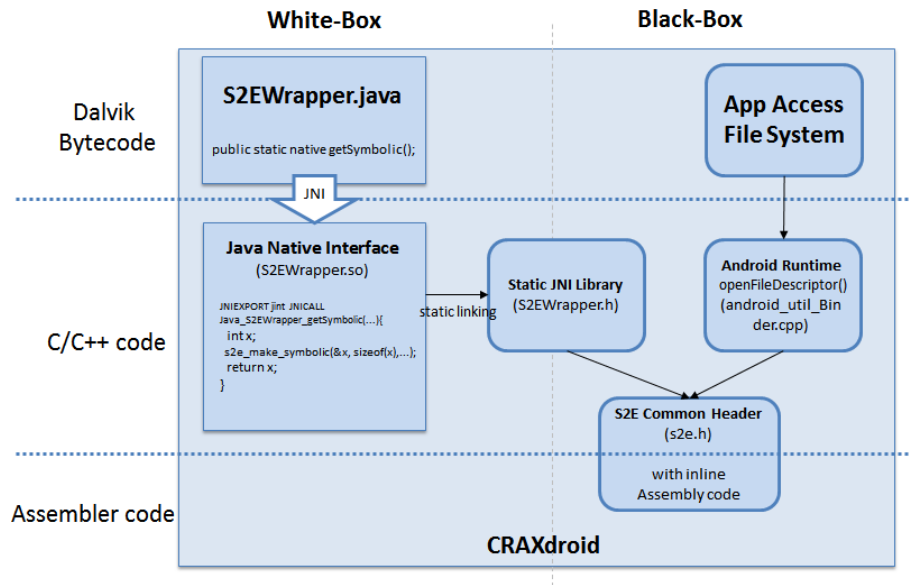 White-Box
Black-Box
Dalvik
Bytecode
S2EWrapper.java
public static native getSymbolic();
App Access
File System
JNI
C/C++ code
Java Native Interface
(S2EWrapper.so)
JNIEXPORT jint JNICALL
Java_S2EWrapper_getSymbolic(...){
int x;
s2e_make_symbolic(&x, sizeof(x),...);
return x;
}
static linking
Static JNI Library
(S2EWrapper.h)
Android Runtime
openFileDescriptor()
(android_util_Bin
der.cpp)
S2E Common Header
(s2e.h)
with inline
Assembly code
Assembler code
CRAXdroid